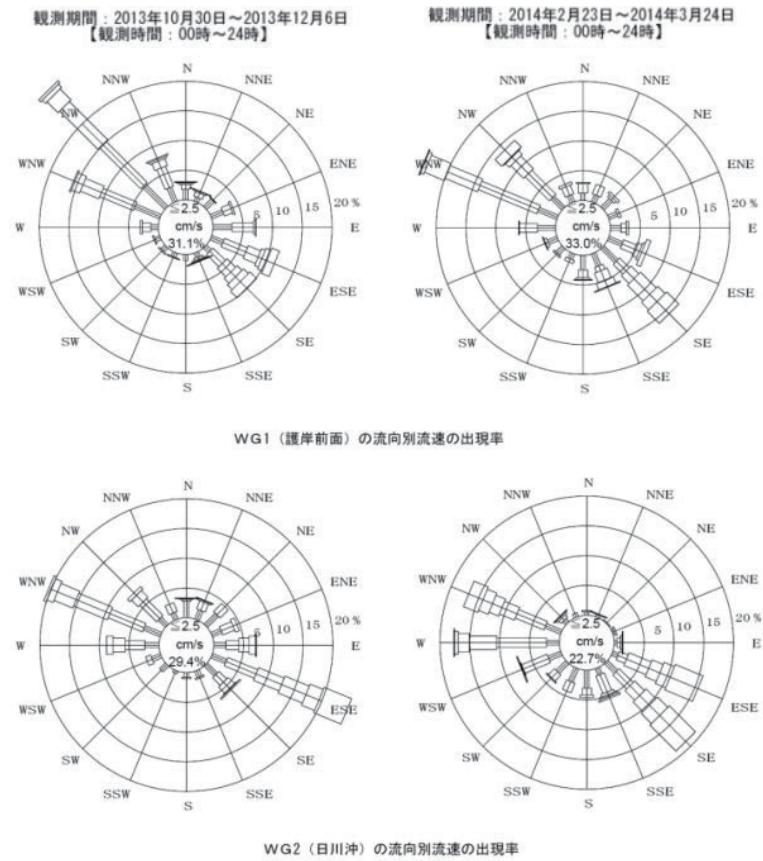 観測期間：2013年10月30日～2013年12月6日
【観測時間：00時～24時】
観測期間：2014年2月23日～2014年3月24日
【観測時間：00時～24時】
N
NNW NNE
NW NE
WNW ENE
≦2.5 5 10 15 20 %
W cm/s E
31.1%
WSW ESE
SW SE
SSW SSE
S
N
NNW NNE
NW NE
WNW ENE
≦2.5 5 10 15 20 %
W cm/s E
33.0%
WSW ESE
SW SE
SSW SSE
S
WG1（護岸前面）の流向別流速の出現率
N
NNW NNE
NW NE
WNW ENE
≦2.5 5 10 15 20 %
W cm/s E
29.4%
WSW ESE
SW SE
SSW SSE
S
N
NNW NNE
NW NE
WNW ENE
≦2.5 5 10 15 20 %
W cm/s E
22.7%
WSW ESE
SW SE
SSW SSE
S
WG2（日川沖）の流向別流速の出現率